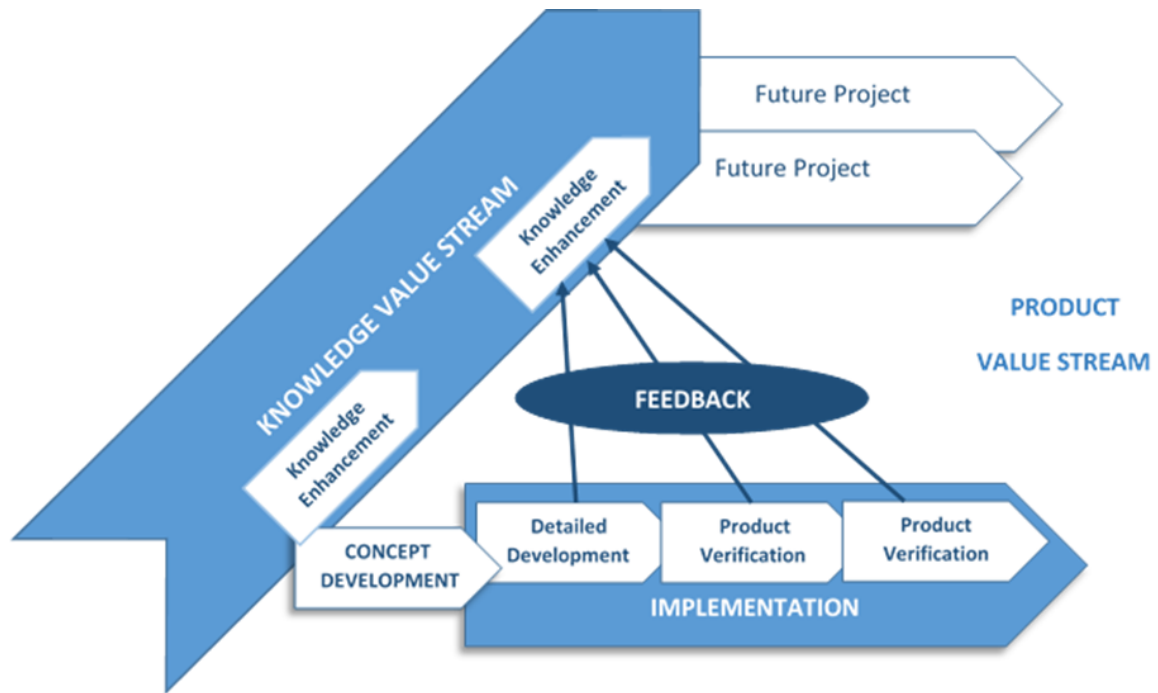 Future Project
Future Project
Knowledge
Enhancement
KNOWLEDGE VALUE STREAM
PRODUCT
VALUE STREAM
FEEDBACK
Knowledge
Enhancement
CONCEPT
DEVELOPMENT
Detailed
Development
Product
Verification
Product
Verification
IMPLEMENTATION